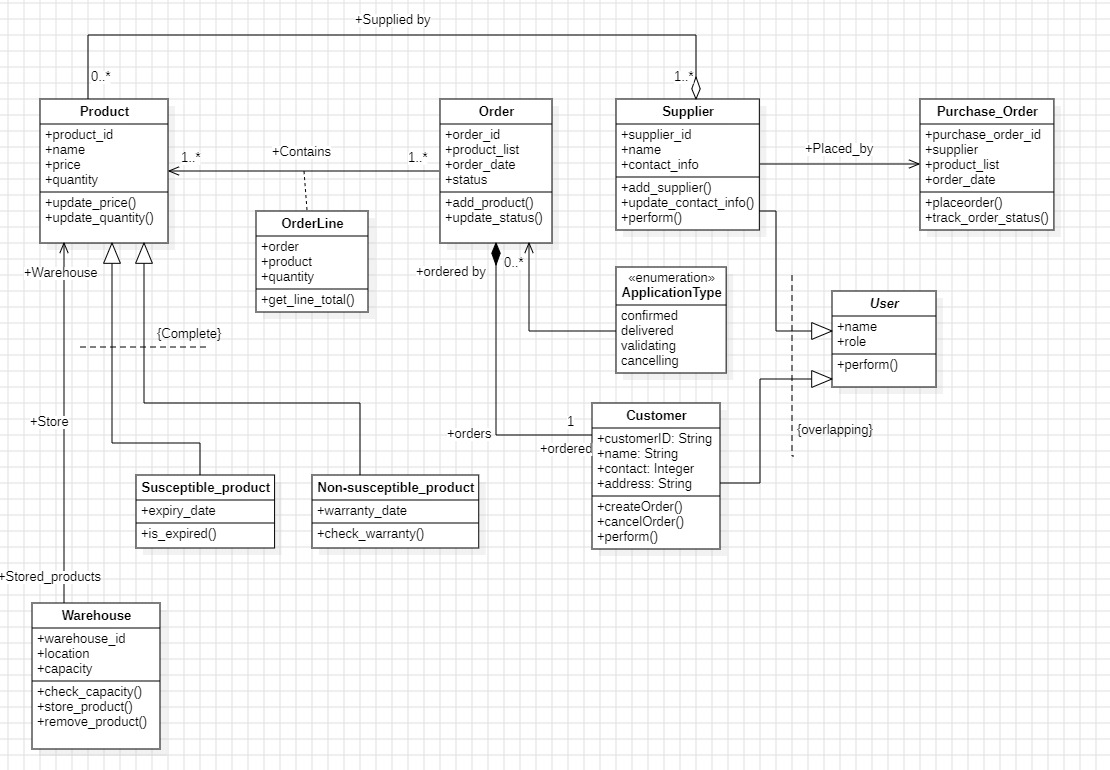 +Supplied by
0..*
1..*
Product
+product_id
+name
+price
+quantity
+update_price()
+update_quantity()
1..*
+Contains
1..*
OrderLine
+order
+product
+quantity
+get_line_total()
Order
+order_id
+product_list
+order_date
+status
+add_product()
+update_status()
Supplier
+supplier_id
+name
+contact_info
+add_supplier()
+update_contact_info()
+perform()
+Placed_by
Purchase_Order
+purchase_order_id
+supplier
+product_list
+order_date
+placeorder()
+track_order_status()
+Warehouse
+ordered by
0..*
«enumeration»
ApplicationType
confirmed
delivered
validating
cancelling
User
+name
+role
+perform()
{Complete}
+Store
+orders
1
+ordered
Customer
+customerID: String
+name: String
+contact: Integer
+address: String
+createOrder()
+cancelOrder()
+perform()
{overlapping}
Susceptible_product
+expiry_date
+is_expired()
Non-susceptible_product
+warranty_date
+check_warranty()
+Stored_products
Warehouse
+warehouse_id
+location
+capacity
+check_capacity()
+store_product()
+remove_product()